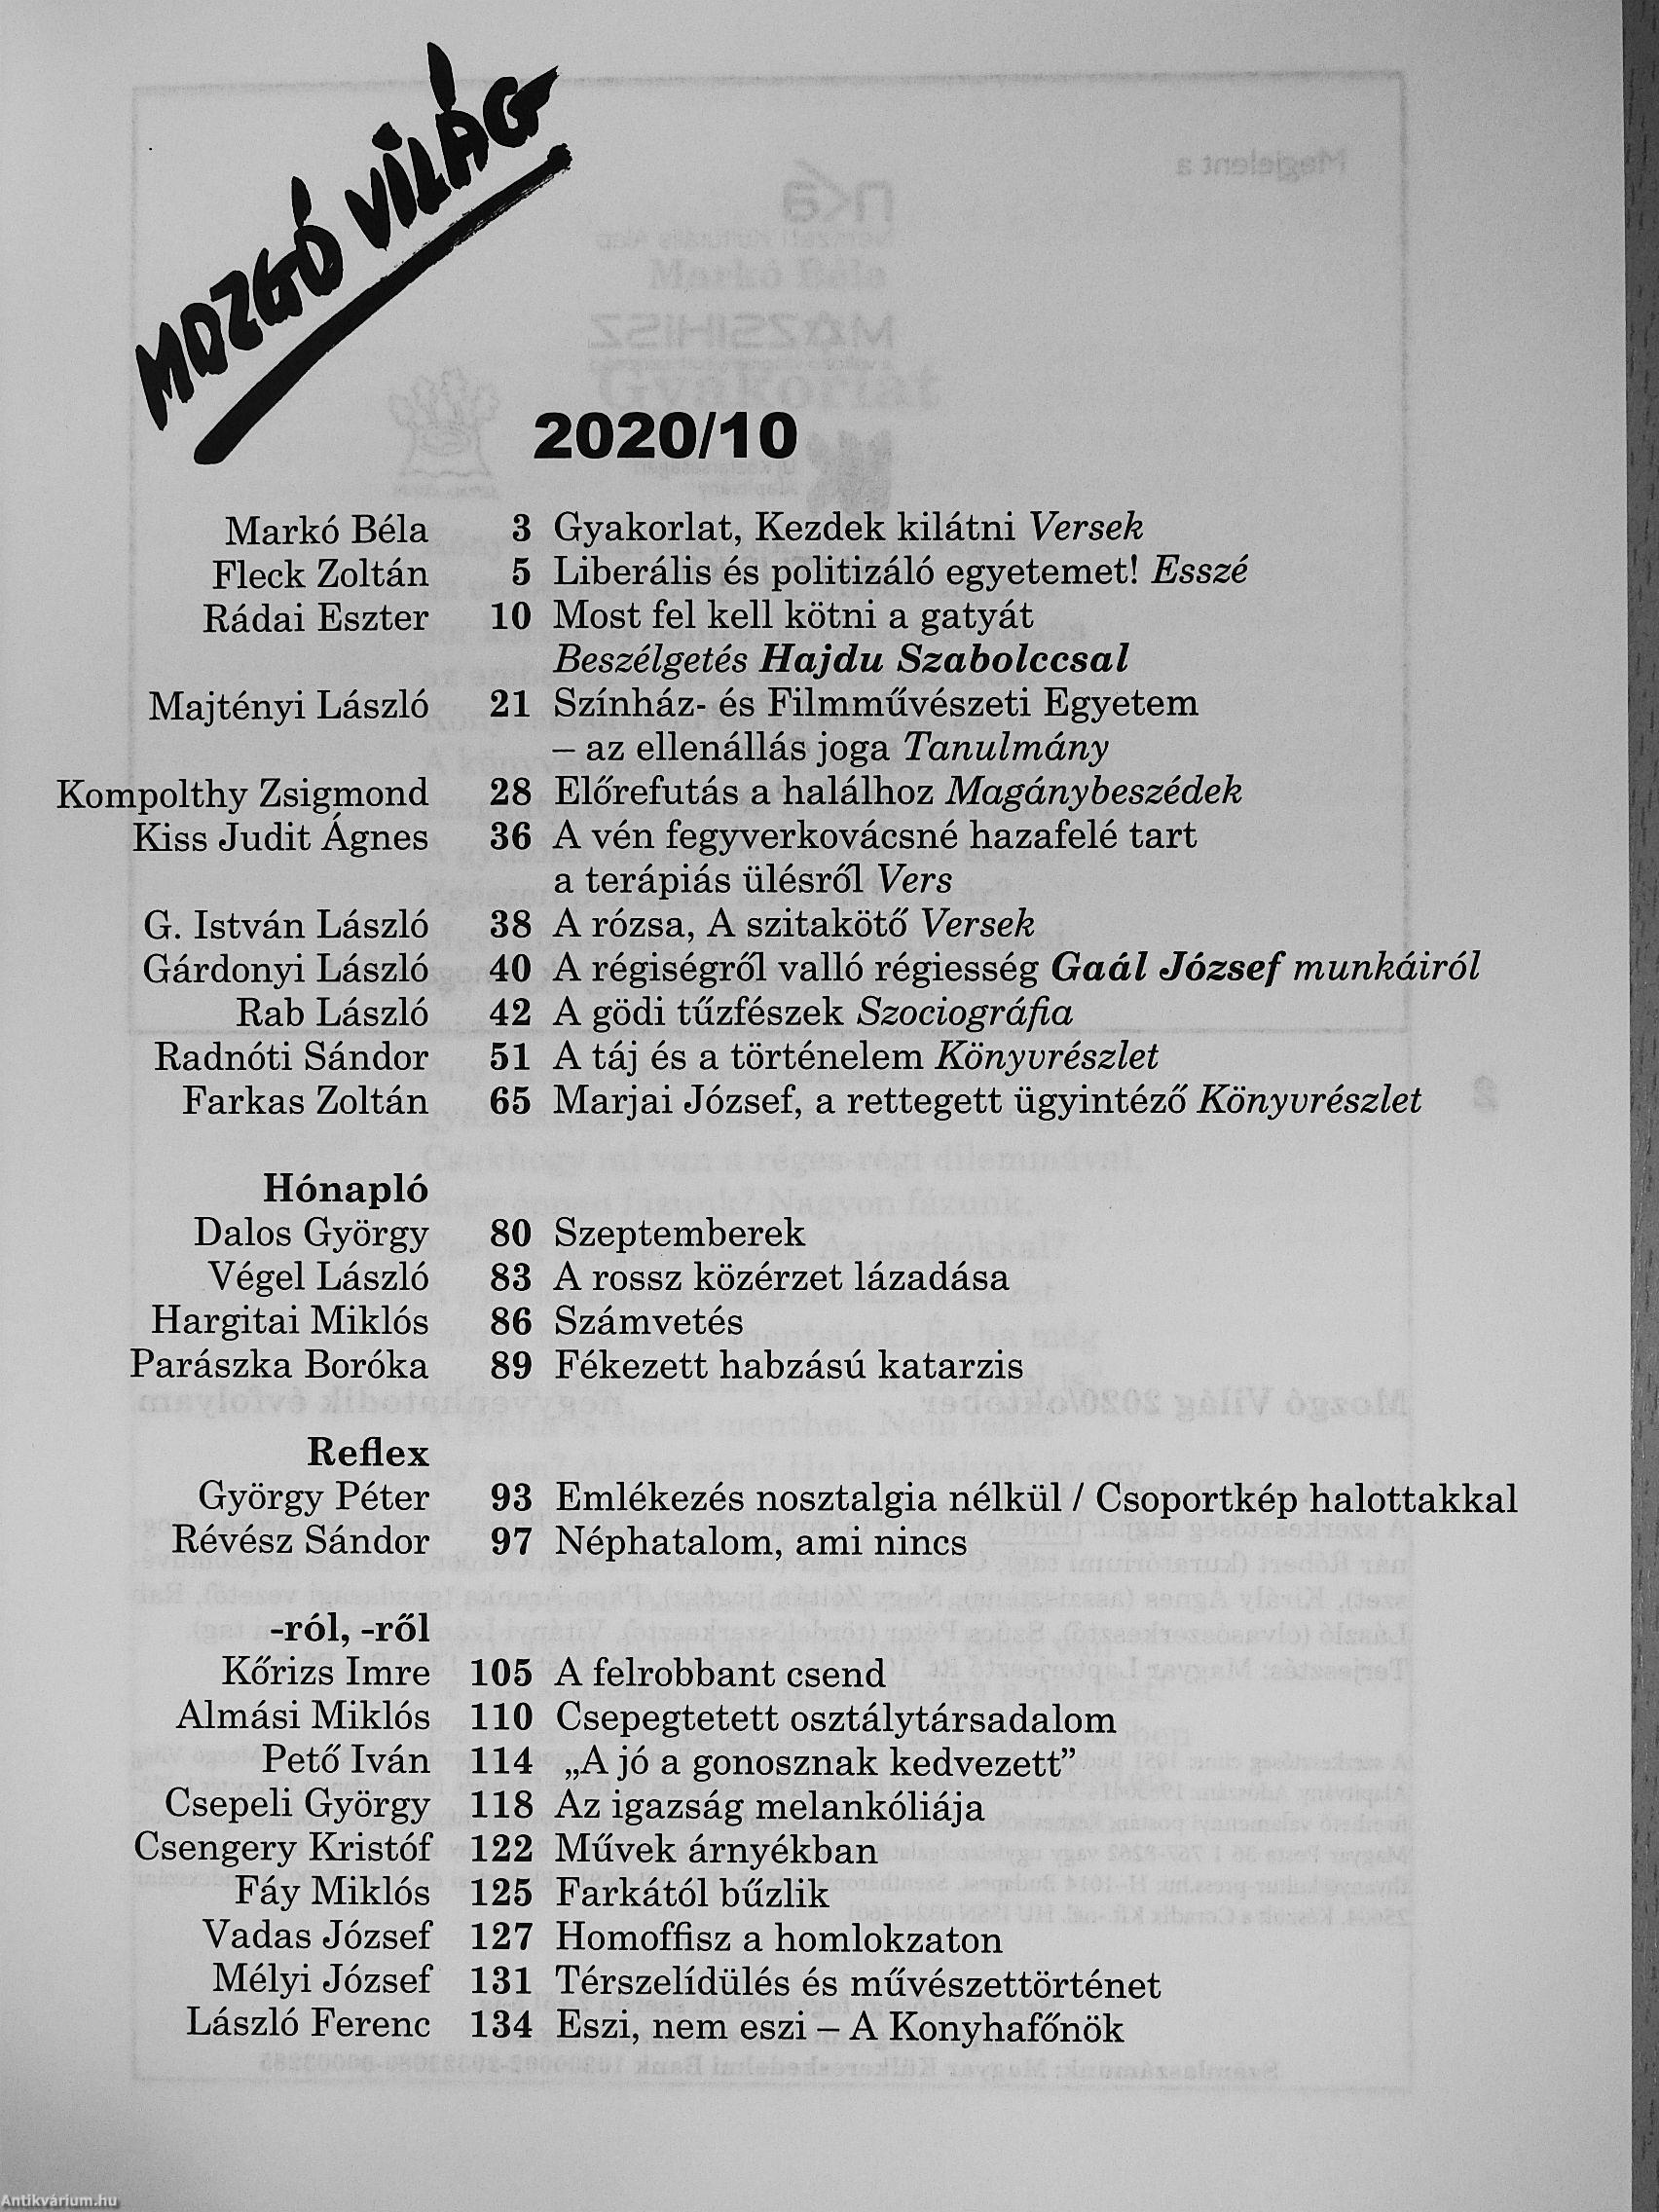 MOZGÓ VILÁG
2020/10
Markó Béla 3 Gyakorlat, Kezdek kilátni Versek
Fleck Zoltán 5 Liberális és politizáló egyetemet! Esszé
Rádai Eszter 10 Most fel kell kötni a gatyát
Beszélgetés Hajdu Szabolccsal
Majtényi László 21 Színház- és Filmművészeti Egyetem
– az ellenállás joga Tanulmány
Kompolthy Zsigmond 28 Előrefutás a halálhoz Magánybeszédek
Kiss Judit Ágnes 36 A vén fegyverkovácsné hazafelé tart
a terápiás ülésről Vers
G. István László 38 A rózsa, A szitakötő Versek
Gárdonyi László 40 A régiségről valló régiesség Gaál József munkáiról
Rab László 42 A gödi tűzfészek Szociográfia
Radnóti Sándor 51 A táj és a történelem Könyvrészlet
Farkas Zoltán 65 Marjai József, a rettegett ügyintéző Könyvrészlet
Hónapló
Dalos György 80 Szeptemberek
Végel László 83 A rossz közérzet lázadása
Hargitai Miklós 86 Számvetés
Parászka Boróka 89 Fékezett habzású katarzis
Reflex
György Péter 93 Emlékezés nosztalgia nélkül / Csoportkép halottakkal
Révész Sándor 97 Néphatalom, ami nincs
-ról, -ről
Kőrizs Imre 105 A felrobbant csend
Almási Miklós 110 Csepegtetett osztálytársadalom
Pető Iván 114 „A jó a gonosznak kedvezett”
Csepeli György 118 Az igazság melankóliája
Csengery Kristóf 122 Művek árnyékban
Fáy Miklós 125 Farkától bűzlik
Vadas József 127 Homoffisz a homlokzaton
Mélyi József 131 Térszelídülés és művészettörténet
László Ferenc 134 Eszi, nem eszi – A Konyhafőnök
Antikvárium.hu